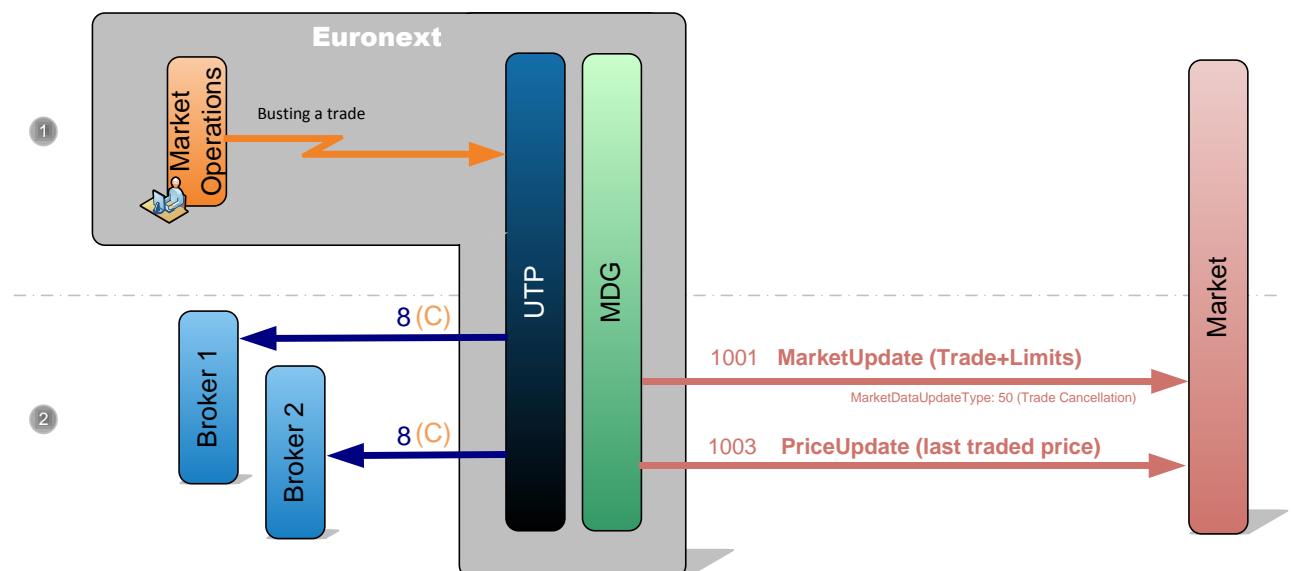 Euronext
1
Market
Operations
Busting a trade
UTP
MDG
Market
2
Broker 1
Broker 2
8 (C)
8 (C)
1001 MarketUpdate (Trade+Limits)
MarketDataUpdateType: 50 (Trade Cancellation)
1003 PriceUpdate (last traded price)